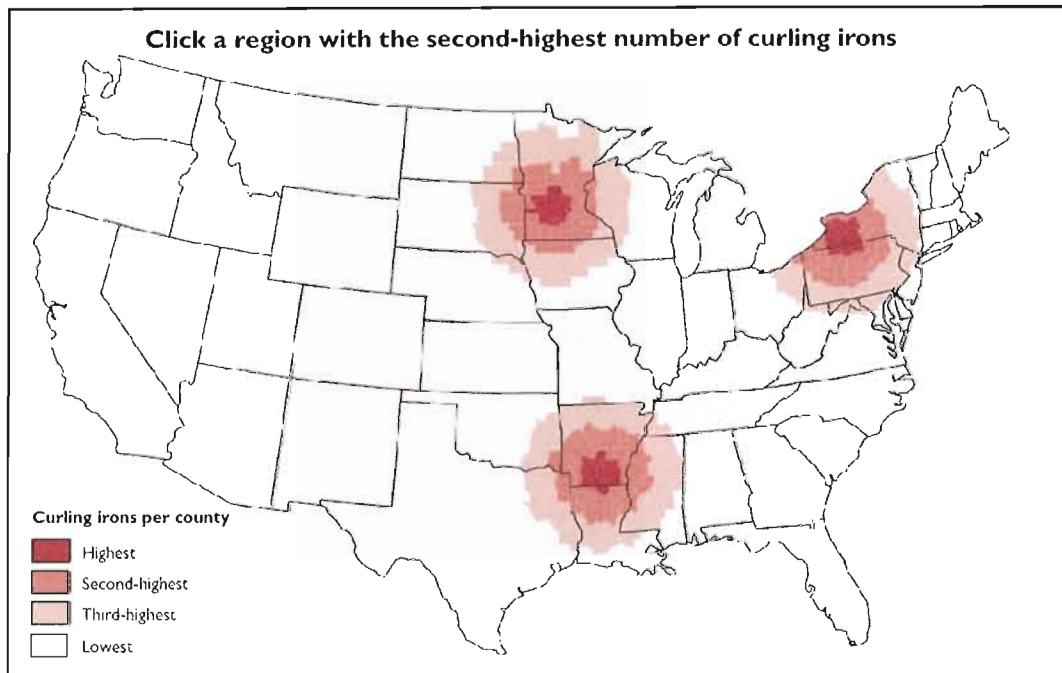 Click a region with the second-highest number of curling irons
Curling irons per county
Highest
Second-highest
Third-highest
Lowest